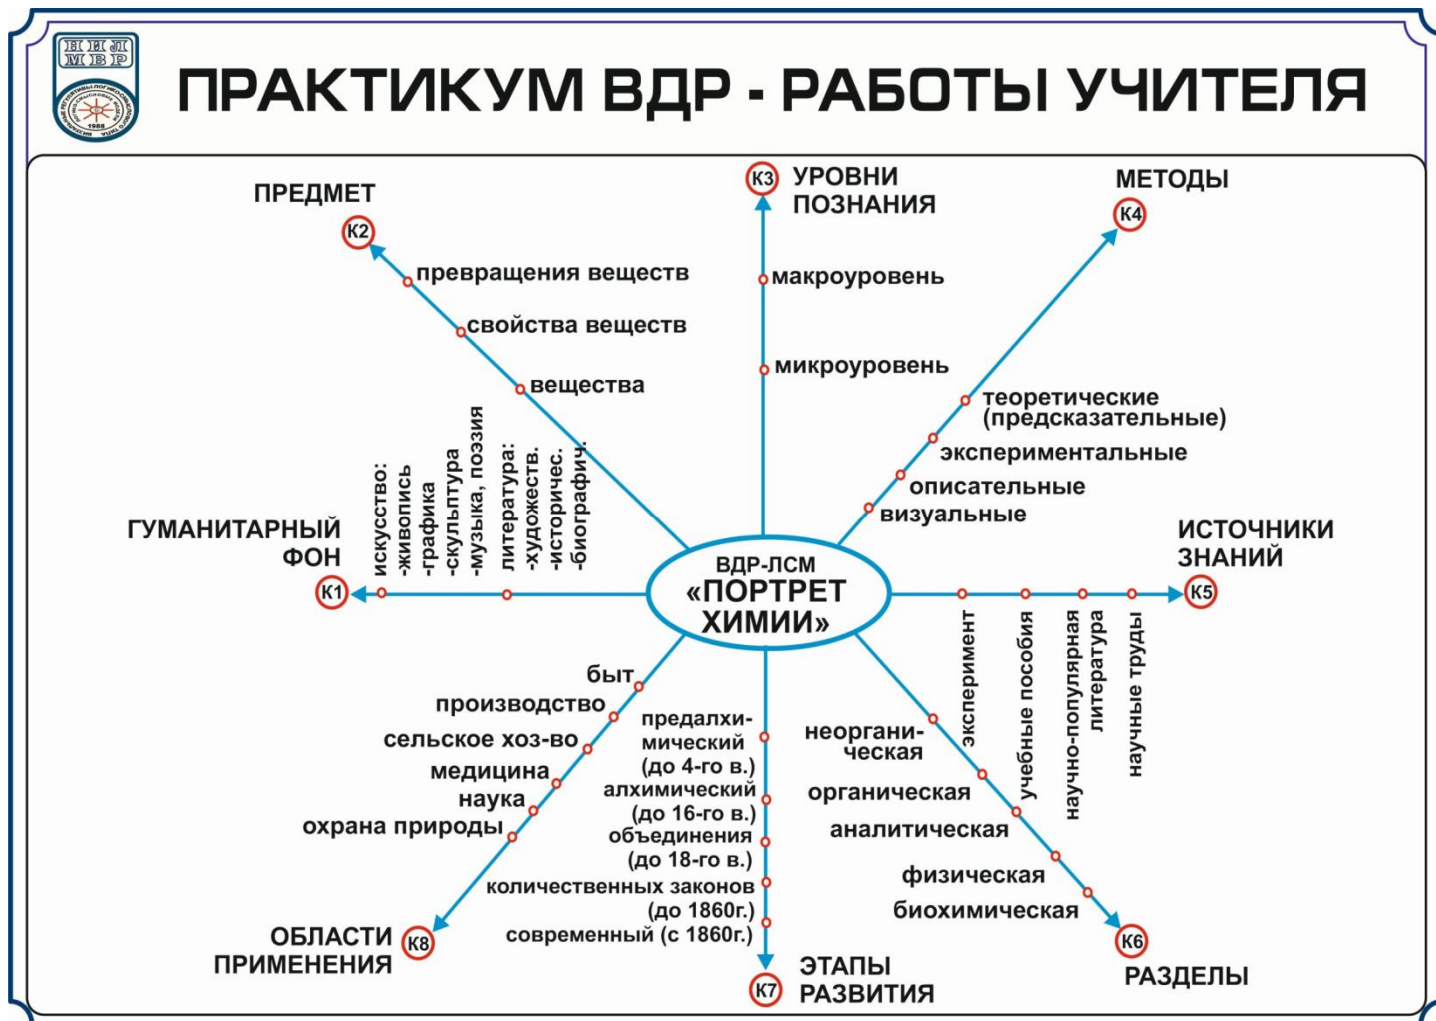 НИЛ
МВР
1988
ПРАКТИКУМ ВДР - РАБОТЫ УЧИТЕЛЯ
ПРЕДМЕТ
К2
превращения веществ
свойства веществ
вещества
К3
УРОВНИ
ПОЗНАНИЯ
макроуровень
микроуровень
МЕТОДЫ
К4
теоретические
(предсказательные)
экспериментальные
описательные
визуальные
ГУМАНИТАРНЫЙ
ФОН
К1
искусство:
-живопись
-графика
-скульптура
-музыка, поэзия
литература:
-художеств.
-историчес.
-биографич.
ВДР-ЛСМ
«ПОРТРЕТ
ХИМИИ»
ИСТОЧНИКИ
ЗНАНИЙ
К5
эксперимент
учебные пособия
научно-популярная
литература
научные труды
быт
производство
сельское хоз-во
медицина
наука
охрана природы
ОБЛАСТИ
ПРИМЕНЕНИЯ
К8
предалхи-
мический
(до 4-го в.)
алхимический
(до 16-го в.)
объединения
(до 18-го в.)
количественных законов
(до 1860г.)
современный (с 1860г.)
К7
ЭТАПЫ
РАЗВИТИЯ
неоргани-
ческая
органическая
аналитическая
физическая
биохимическая
К6
РАЗДЕЛЫ